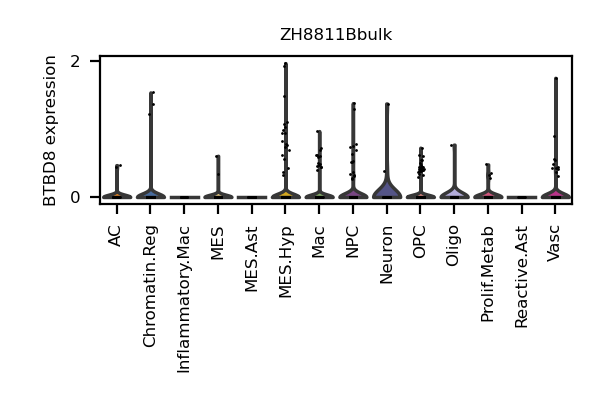 ZH8811Bbulk
BTBD8 expression
2
0
AC
Chromatin.Reg
Inflammatory.Mac
MES
MES.Ast
MES.Hyp
Mac
NPC
Neuron
OPC
Oligo
Prolif.Metab
Reactive.Ast
Vasc